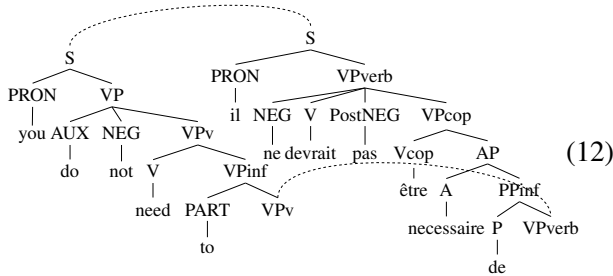 S
S
PRON VPverb
PRON VP
il NEG V PostNEG VPcop
you AUX NEG VPv
ne devrait pas Vcop AP
(12)
do not V VPinf
être A PPinf
need PART VPv
necessaire P VPverb
to
de